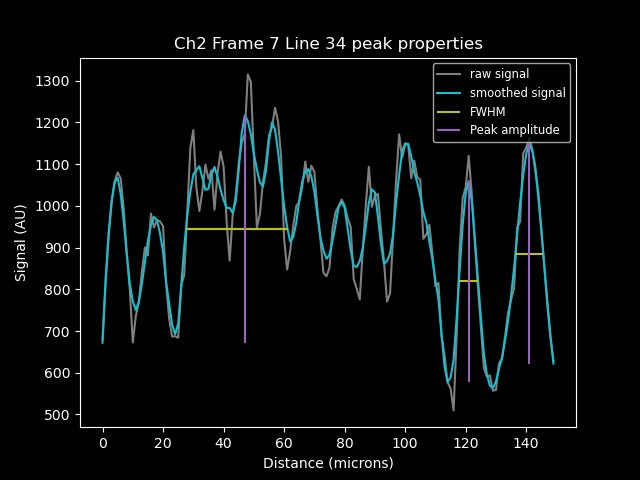 Ch2 Frame 7 Line 34 peak properties
raw signal
smoothed signal
FWHM
Peak amplitude
1300
1200
1100
1000
900
800
700
600
500
Signal (AU)
0 20 40 60 80 100 120 140
Distance (microns)